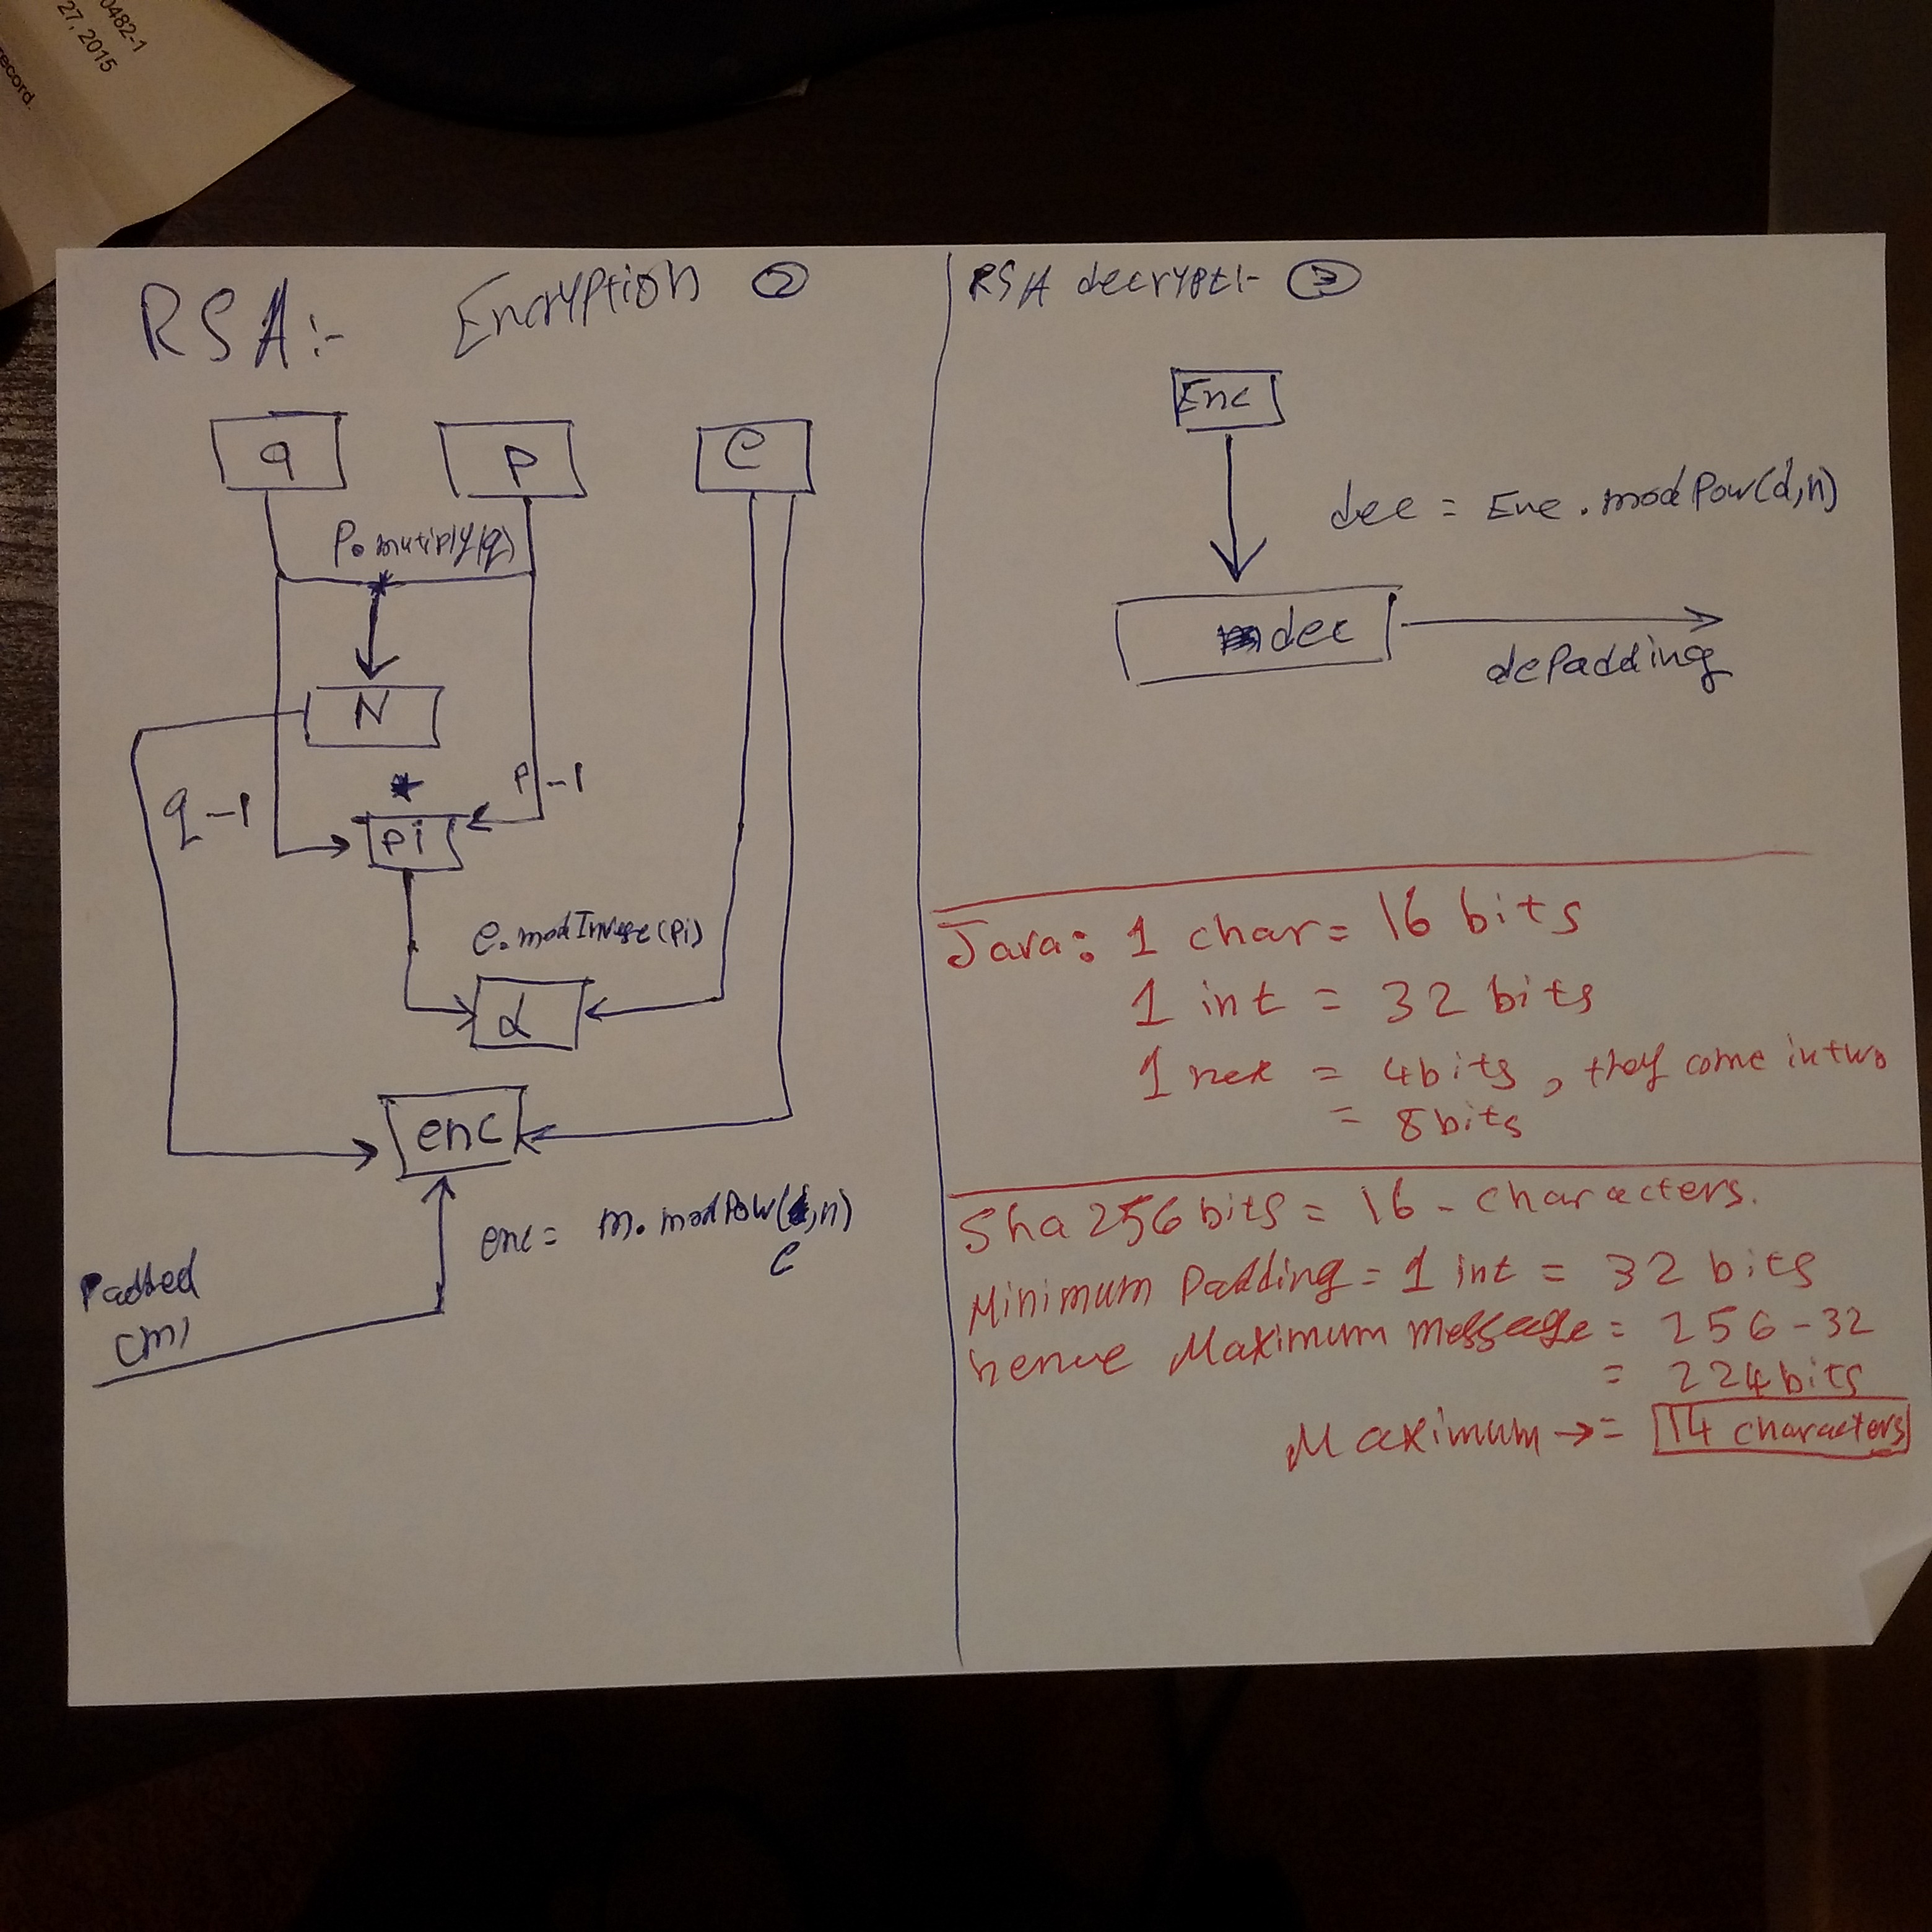 0482-1
27, 2015
record.
RSA:- Encryption 2
q
p
e
P.mutiply(q)
*
N
*
q-1
P-1
Pi
e.modInverse(Pi)
d
enc
enc = m.modPow( ,n)
e
Padded
(m)
RSA decrypt:- 3
Enc
dec = Enc.modPow(d,n)
dec
dePadding
Java: 1 char = 16 bits
1 int = 32 bits
1 hex = 4bits, they come in two
= 8bits
Sha 256 bits = 16 - characters.
Minimum Padding = 1 int = 32 bits
hence Maximum message = 256-32
= 224bits
Maximum → = 14 characters